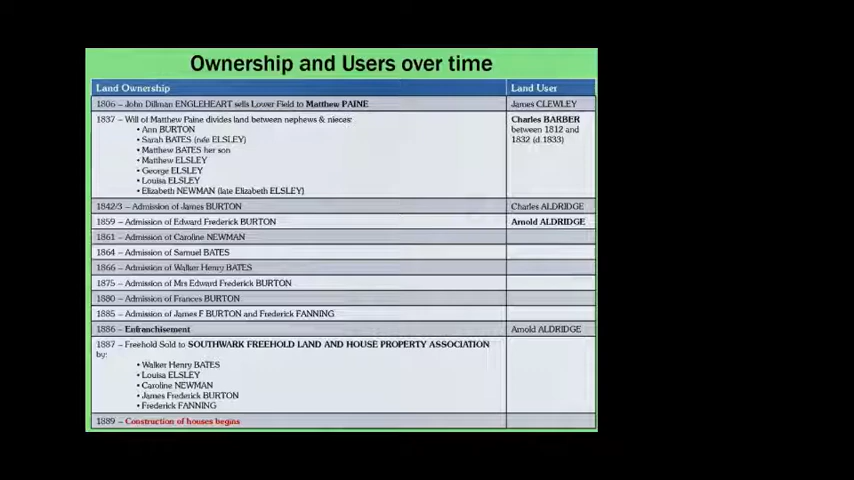 Ownership and Users over time
Land Ownership Land User
1806 – John Dillman ENGLEHEART sells Lower Field to Matthew PAINE James CLEWLEY
1837 – Will of Matthew Paine divides land between nephews & nieces: Charles BARBER
• Ann BURTON between 1812 and
• Sarah BATES (née ELSLEY) 1832 (d.1833)
• Matthew BATES her son
• Matthew ELSLEY
• George ELSLEY
• Louisa ELSLEY
• Elizabeth NEWMAN (late Elizabeth ELSLEY)
1842/3 – Admission of James BURTON Charles ALDRIDGE
1859 – Admission of Edward Frederick BURTON Arnold ALDRIDGE
1861 – Admission of Caroline NEWMAN
1864 – Admission of Samuel BATES
1866 – Admission of Walker Henry BATES
1875 – Admission of Mrs Edward Frederick BURTON
1880 – Admission of Frances BURTON
1885 – Admission of James F BURTON and Frederick FANNING
1886 – Enfranchisement Arnold ALDRIDGE
1887 – Freehold Sold to SOUTHWARK FREEHOLD LAND AND HOUSE PROPERTY ASSOCIATION
by:
• Walker Henry BATES
• Louisa ELSLEY
• Caroline NEWMAN
• James Frederick BURTON
• Frederick FANNING
1889 – Construction of houses begins